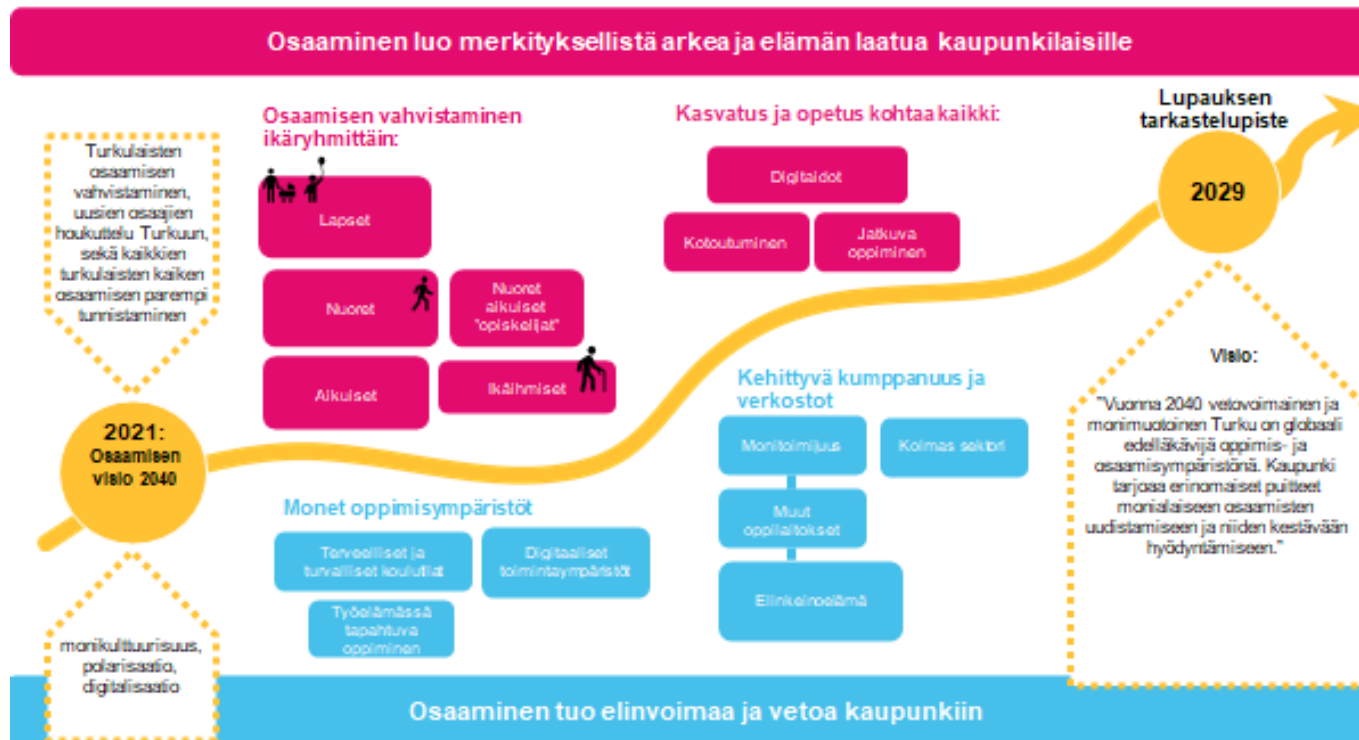 Osaaminen luo merkityksellistä arkea ja elämän laatua kaupunkilaisille
Turkulaisten
osaamisen
vahvistaminen,
uusien osaajien
houkuttelu Turkuun,
sekä kaikkien
turkulaisten kaiken
osaamisen parempi
tunnistaminen
2021:
Osaamisen
visio 2040
monikulttuurisuus,
polarisaatio,
digitalisaatio
Osaamisen vahvistaminen
ikäryhmittäin:
Lapset
Nuoret
Nuoret
aikuiset
"opiskelijat"
Aikuiset
Ikäihmiset
Kasvatus ja opetus kohtaakaikki:
Digitaidot
Kotoutuminen
Jatkuva
oppiminen
Monet oppimisympäristöt
Terveelliset ja
turvalliset koulutilat
Digitaaliset
toimintaympäristöt
Työelämässä
tapahtuva
oppiminen
Kehittyvä kumppanuus ja
verkostot
Monitoimijuus
Kolmas sektori
Muut
oppilaitokset
Elinkeinoelämä
Lupauksen
tarkastelupiste
2029
Visio:
"Vuonna 2040 vetovoimainen ja
monimuotoinen Turku on globaali
edelläkävijä oppimis- ja
osaamisympäristönä. Kaupunki
tarjoaa erinomaiset puitteet
monialaiseen osaamisten
uudistamiseen ja niiden kestävään
hyödyntämiseen."
Osaaminen tuo elinvoimaa ja vetoa kaupunkiin